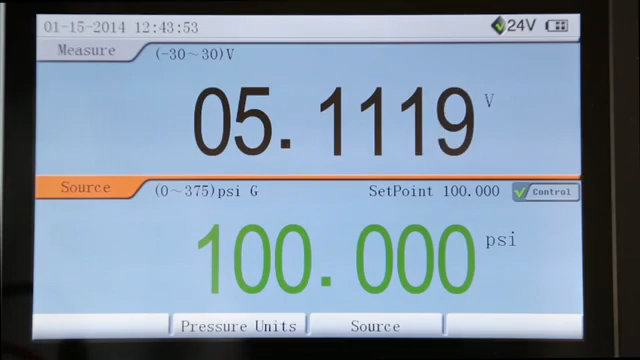 01-15-2014 12:43:53 24V
Measure (-30~30)V
05.1119 V
Source (0~375)psi G SetPoint 100.000 Control
100.000 psi
Pressure Units Source